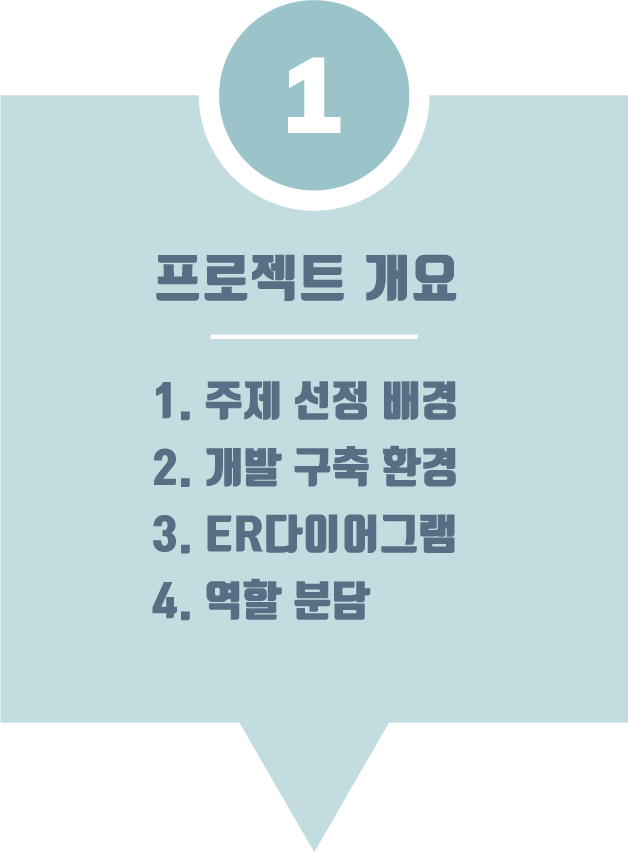 1
프로젝트 개요
1. 주제 선정 배경
2. 개발 구축 환경
3. ER다이어그램
4. 역할 분담